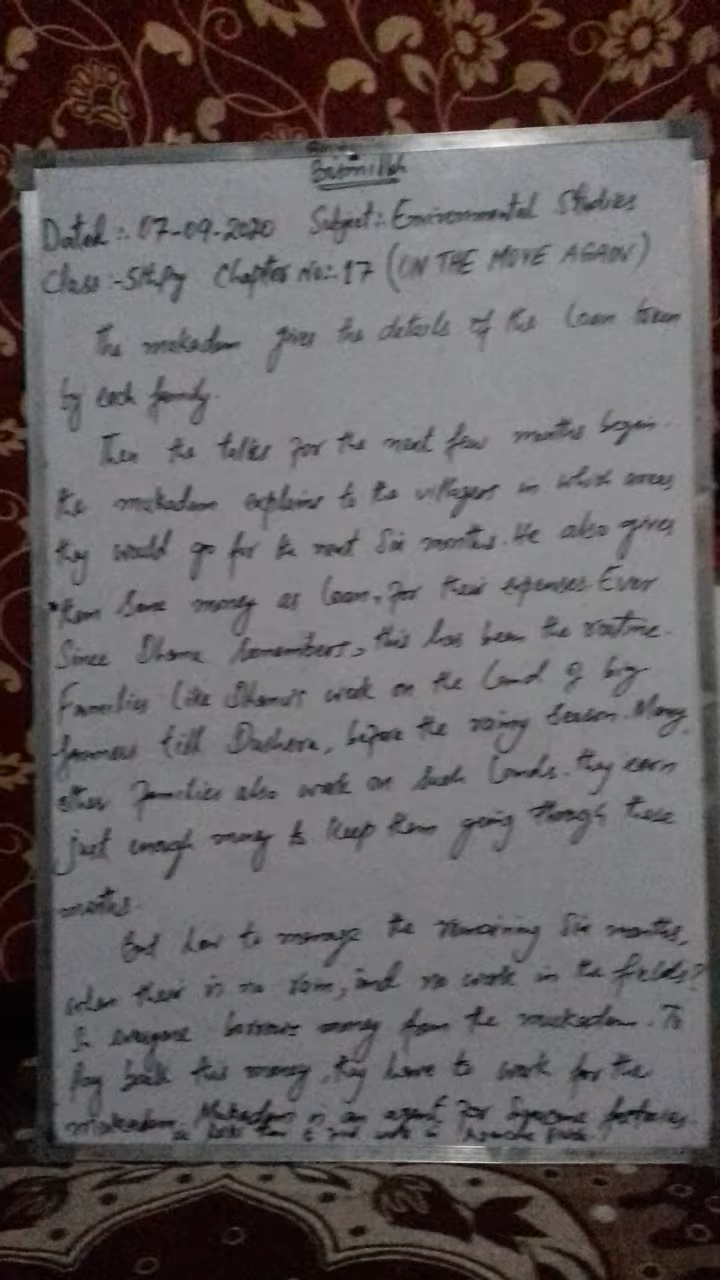 Bismillah
Dated:. 07-09-2020 Subject:. Environmental Studies
Class:-5th Chapter No:. 17 (ON THE MOVE AGAIN)
The mukadam gives the details of the loan taken
by each family.
Then the talks for the next few months begin.
the mukadam explains to the villagers in which areas
they would go for the next Six months. He also gives
them Some money as loan, for their expenses. Ever
Since Dhanu remembers, this has been the routine.
Families like Dhanu's work on the land of big
farmers till Dushera, before the rainy Season. Many
other families also work on Such lands. they earn
just enough money to Keep them going through these
months.
But how to manage the remaining Six months,
when their is no rain, and no work in the fields?
So everyone borrows money from the mukadam. To
Pay back this money, they have to work for the
mukadam. Mukadam is an agent for factories.